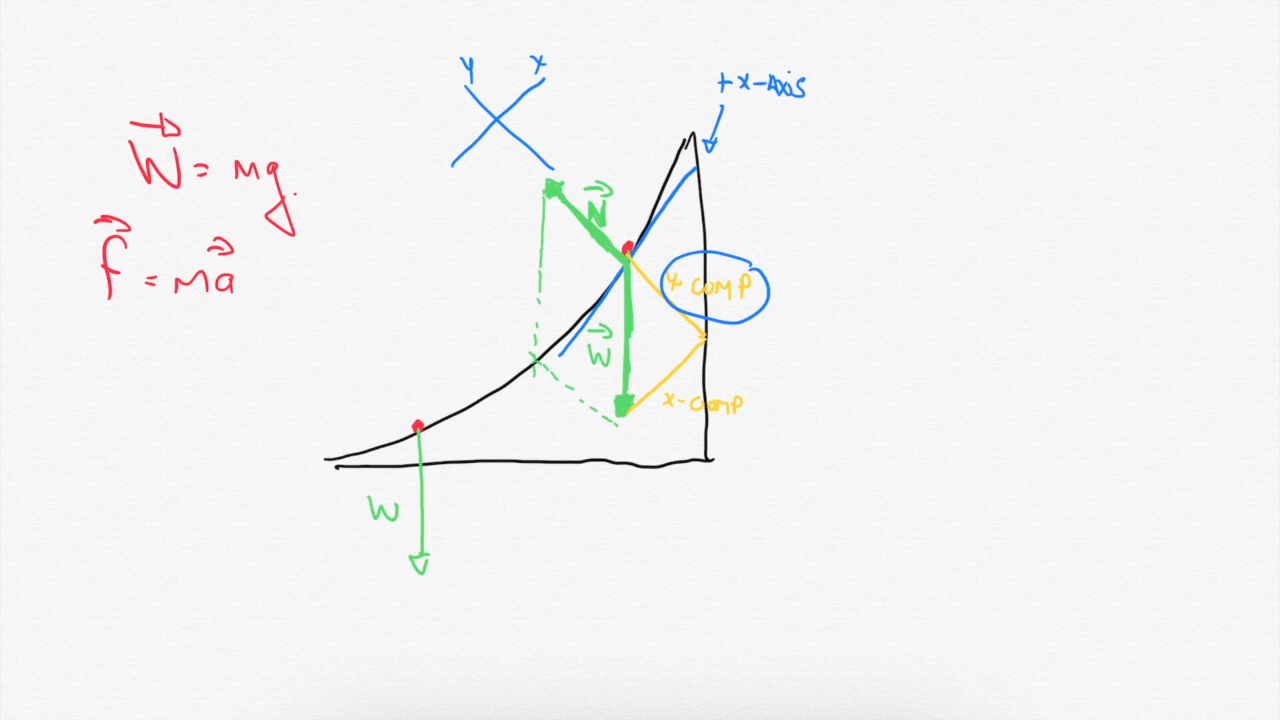 Y X
+ x-Axis
W = mg
N
F = ma
Y comp
W
x-comp
W